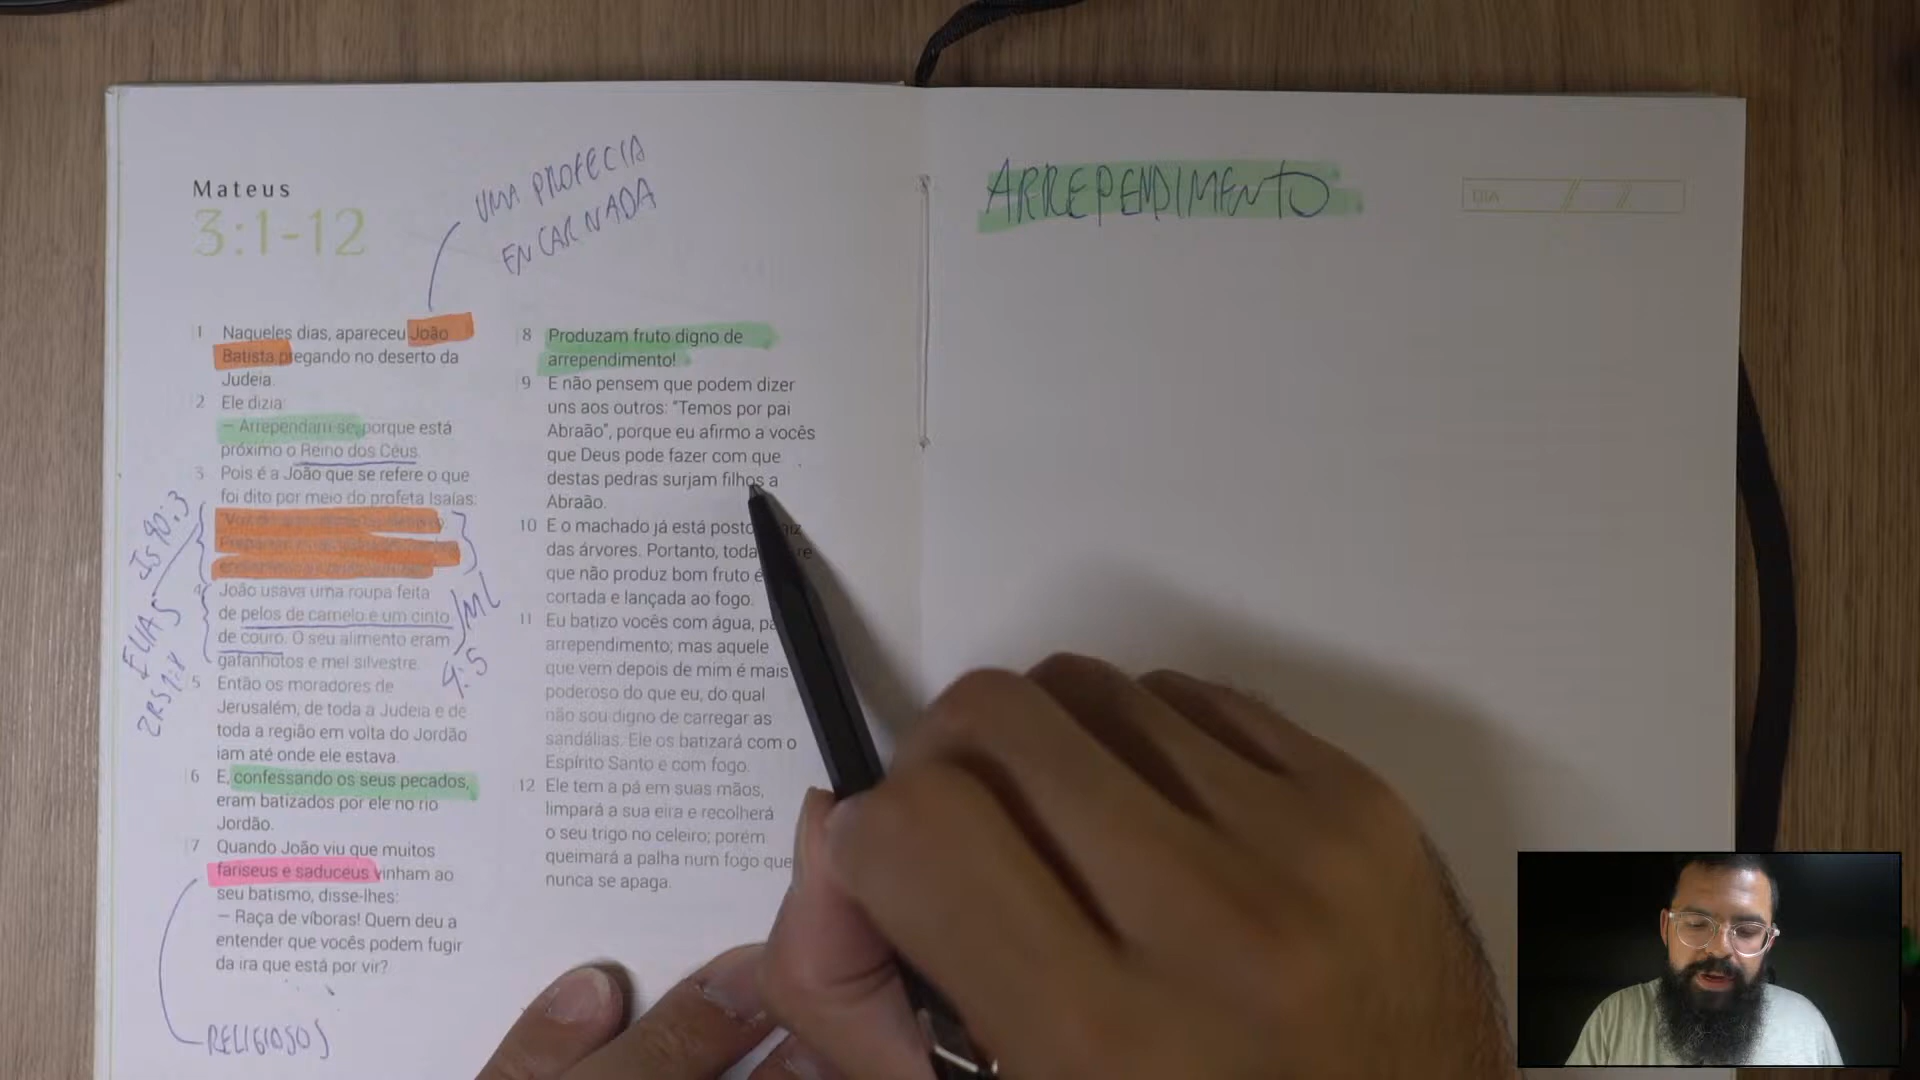 Mateus
3:1-12
UMA PROFECIA
ENCARNADA
1 Naqueles dias, apareceu João
Batista pregando no deserto da
Judeia.
2 Ele dizia:
– Arrependam-se, porque está
próximo o Reino dos Céus.
3 Pois é a João que se refere o que
foi dito por meio do profeta Isaías:
4 João usava uma roupa feita
de pelos de camelo e um cinto
de couro. O seu alimento eram
gafanhotos e mel silvestre.
5 Então os moradores de
Jerusalém, de toda a Judeia e de
toda a região em volta do Jordão
iam até onde ele estava.
6 E, confessando os seus pecados,
eram batizados por ele no rio
Jordão.
7 Quando João viu que muitos
fariseus e saduceus vinham ao
seu batismo, disse-lhes:
– Raça de víboras! Quem deu a
entender que vocês podem fugir
da ira que está por vir?
Is 40:3
ELIAS
2RS 1:8
ML
4:5
RELIGIOSOS
8 Produzam fruto digno de
arrependimento!
9 E não pensem que podem dizer
uns aos outros: "Temos por pai
Abraão", porque eu afirmo a vocês
que Deus pode fazer com que
destas pedras surjam filhos a
Abraão.
10 E o machado já está posto
das árvores. Portanto, toda
que não produz bom fruto é
cortada e lançada ao fogo.
11 Eu batizo vocês com água,
arrependimento; mas aquele
que vem depois de mim é mais
poderoso do que eu, do qual
não sou digno de carregar as
sandálias. Ele os batizará com o
Espírito Santo e com fogo.
12 Ele tem a pá em suas mãos,
limpará a sua eira e recolherá
o seu trigo no celeiro; porém
queimará a palha num fogo que
nunca se apaga.
ARREPENDIMENTO
DIA / /